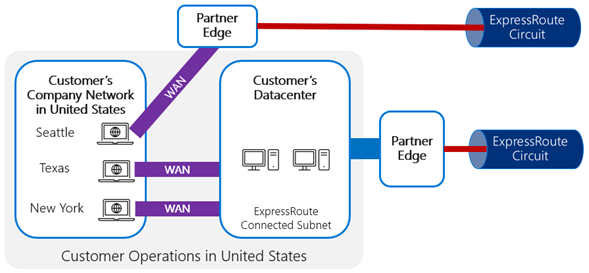 Partner
Edge
ExpressRoute
Circuit
Customer's
Company Network
in United States
Seattle
Texas
New York
WAN
WAN
WAN
Customer's
Datacenter
ExpressRoute
Connected Subnet
Partner
Edge
ExpressRoute
Circuit
Customer Operations in United States